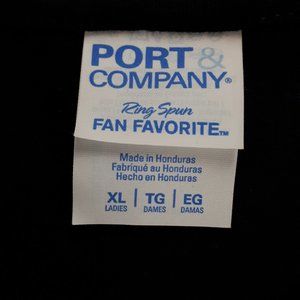 PORT &
COMPANY®
Ring Spun
FAN FAVORITE™
Made in Honduras
Fabriqué au Honduras
Hecho en Honduras
XL | TG | EG
LADIES | DAMES | DAMAS